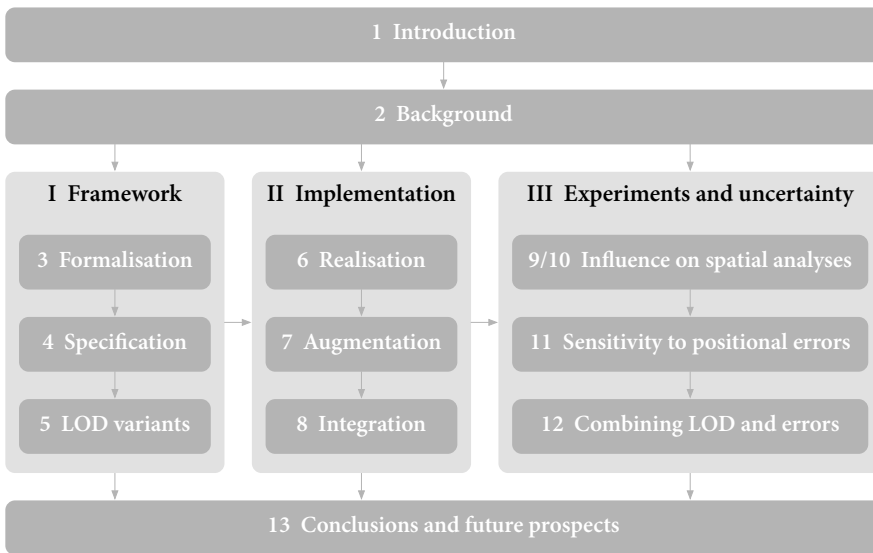 1 Introduction
2 Background
I Framework
3 Formalisation
4 Specification
5 LOD variants
II Implementation
6 Realisation
7 Augmentation
8 Integration
III Experiments and uncertainty
9/10 Influence on spatial analyses
11 Sensitivity to positional errors
12 Combining LOD and errors
13 Conclusions and future prospects